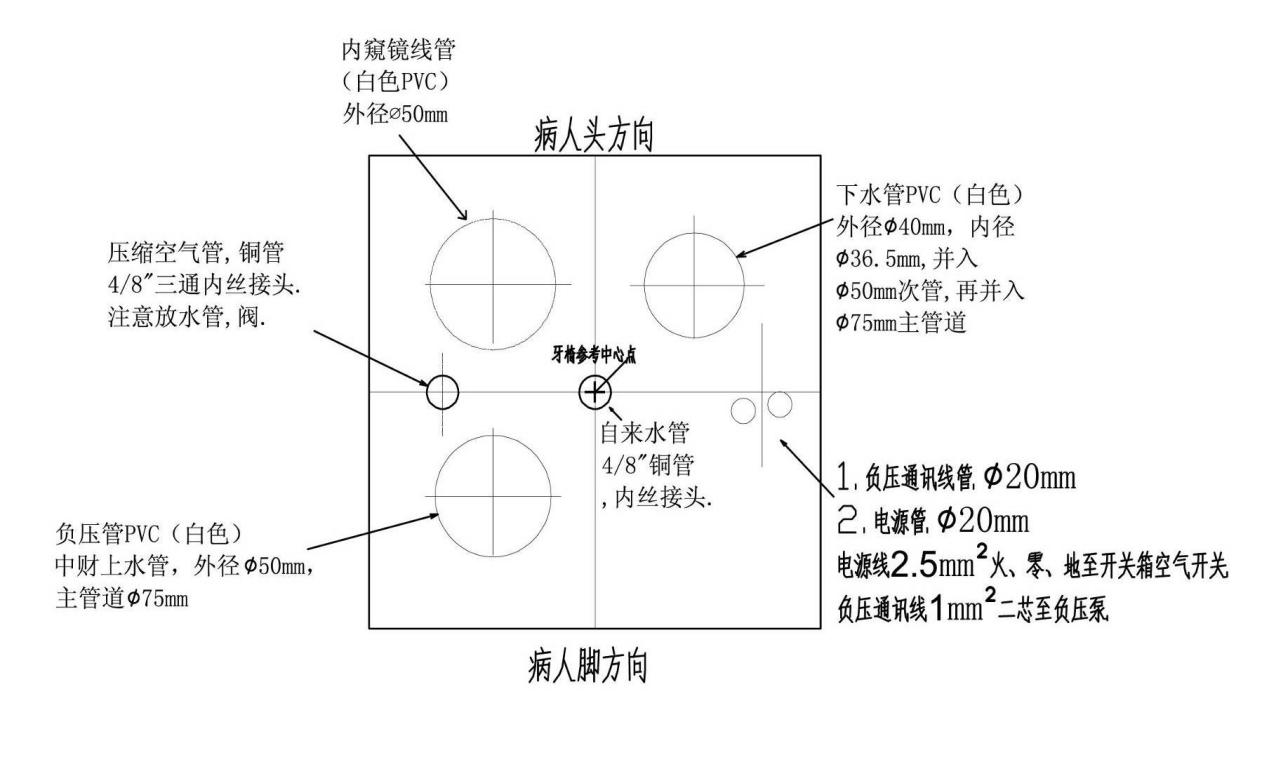 内窥镜线管
（白色PVC）
外径⌀50mm
病人头方向
下水管PVC（白色）
外径ϕ40mm，内径
ϕ36.5mm,并入
ϕ50mm次管,再并入
ϕ75mm主管道
压缩空气管,铜管
4/8"三通内丝接头.
注意放水管,阀.
牙椅参考中心点
自来水管
4/8"铜管
,内丝接头.
1.负压通讯线管, ϕ20mm
2.电源管, ϕ20mm
电源线2.5mm²火、零、地至开关箱空气开关
负压通讯线1mm²二芯至负压泵
负压管PVC（白色）
中财上水管，外径ϕ50mm，
主管道ϕ75mm
病人脚方向